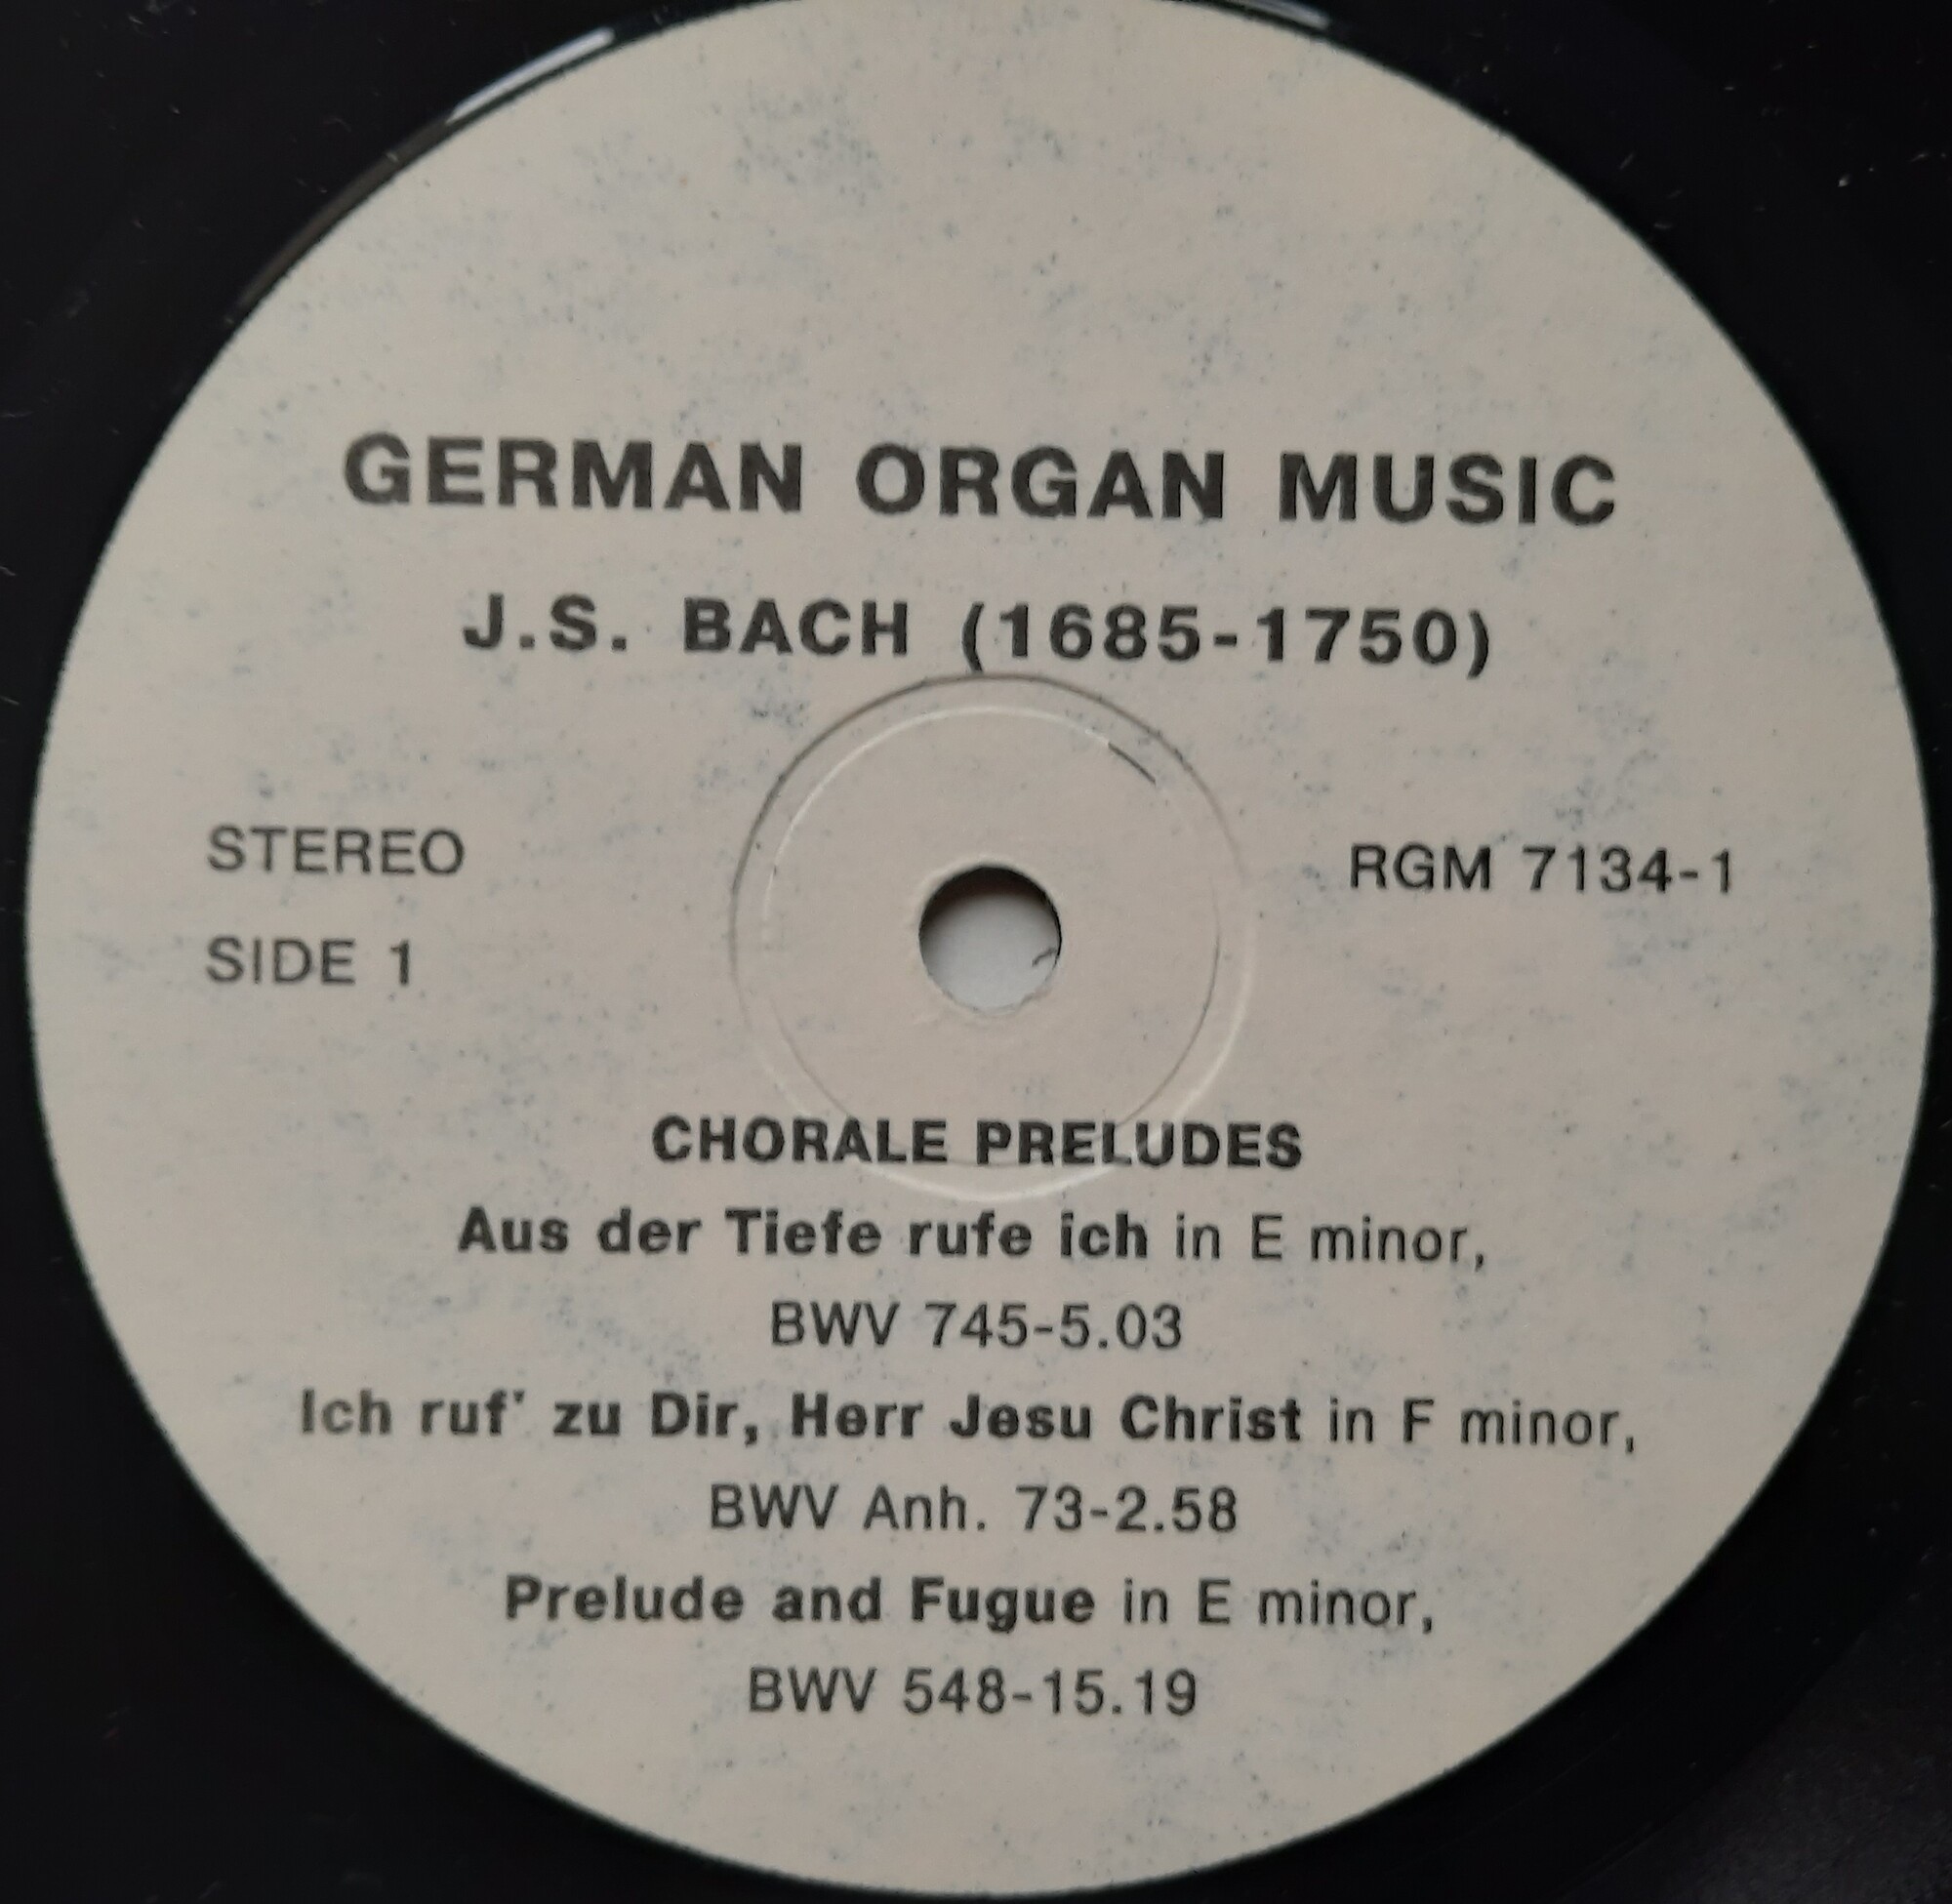 GERMAN ORGAN MUSIC
J.S. BACH (1685-1750)
STEREO
RGM 7134-1
SIDE 1
CHORALE PRELUDES
Aus der Tiefe rufe ich in E minor,
BWV 745-5.03
Ich ruf' zu Dir, Herr Jesu Christ in F minor,
BWV Anh. 73-2.58
Prelude and Fugue in E minor,
BWV 548-15.19